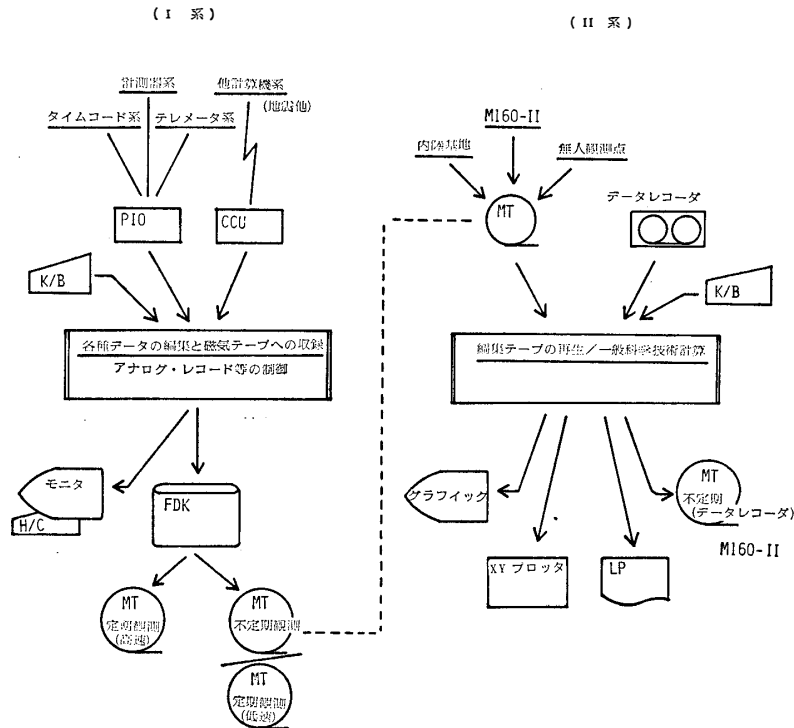 ( I 系 )
計測器系
他計算機系
(地震他)
タイムコード系
テレメータ系
PIO
CCU
K/B
各種データの編集と磁気テープへの収録
アナログ・レコード等の制御
モニタ
H/C
FDK
MT
定期観測
(高速)
MT
不定期観測
MT
定期観測
(低速)
( II 系 )
M160-II
内陸基地
無人観測点
MT
データレコーダ
K/B
編集テープの再生/一般科学技術計算
グラフイック
MT
不定期
(データレコーダ)
M160-II
XY プロッタ
LP